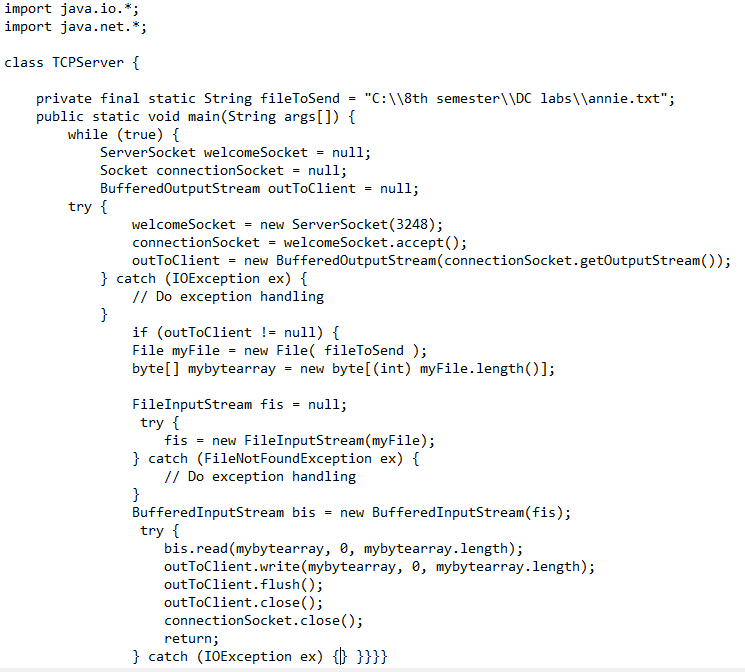 import java.io.*;
import java.net.*;

class TCPServer {

    private final static String fileToSend = "C:\\8th semester\\DC labs\\annie.txt";
    public static void main(String args[]) {
        while (true) {
            ServerSocket welcomeSocket = null;
            Socket connectionSocket = null;
            BufferedOutputStream outToClient = null;
        try {
                welcomeSocket = new ServerSocket(3248);
                connectionSocket = welcomeSocket.accept();
                outToClient = new BufferedOutputStream(connectionSocket.getOutputStream());
            } catch (IOException ex) {
                // Do exception handling
            }
                if (outToClient != null) {
                File myFile = new File( fileToSend );
                byte[] mybytearray = new byte[(int) myFile.length()];

                FileInputStream fis = null;
                 try {
                    fis = new FileInputStream(myFile);
                } catch (FileNotFoundException ex) {
                    // Do exception handling
                }
                BufferedInputStream bis = new BufferedInputStream(fis);
                 try {
                    bis.read(mybytearray, 0, mybytearray.length);
                    outToClient.write(mybytearray, 0, mybytearray.length);
                    outToClient.flush();
                    outToClient.close();
                    connectionSocket.close();
                    return;
                } catch (IOException ex) {} }}}}